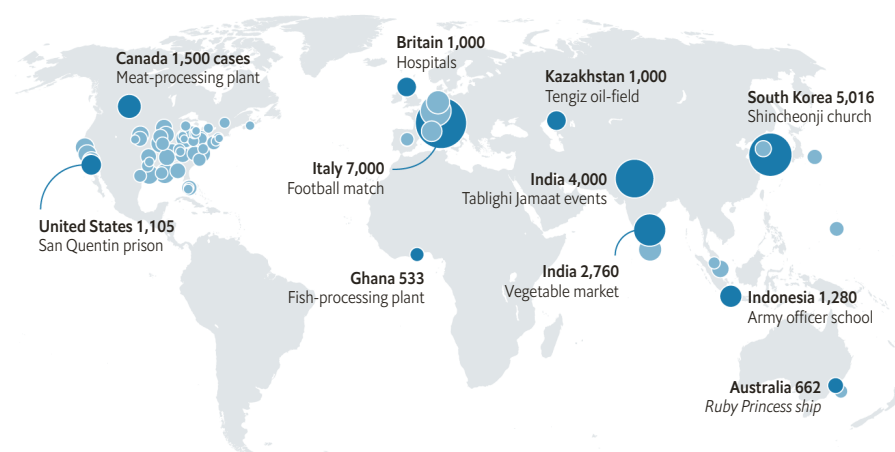 Canada 1,500 cases
Meat-processing plant
Britain 1,000
Hospitals
Kazakhstan 1,000
Tengiz oil-field
South Korea 5,016
Shincheonji church
Italy 7,000
Football match
India 4,000
Tablighi Jamaat events
United States 1,105
San Quentin prison
Ghana 533
Fish-processing plant
India 2,760
Vegetable market
Indonesia 1,280
Army officer school
Australia 662
Ruby Princess ship